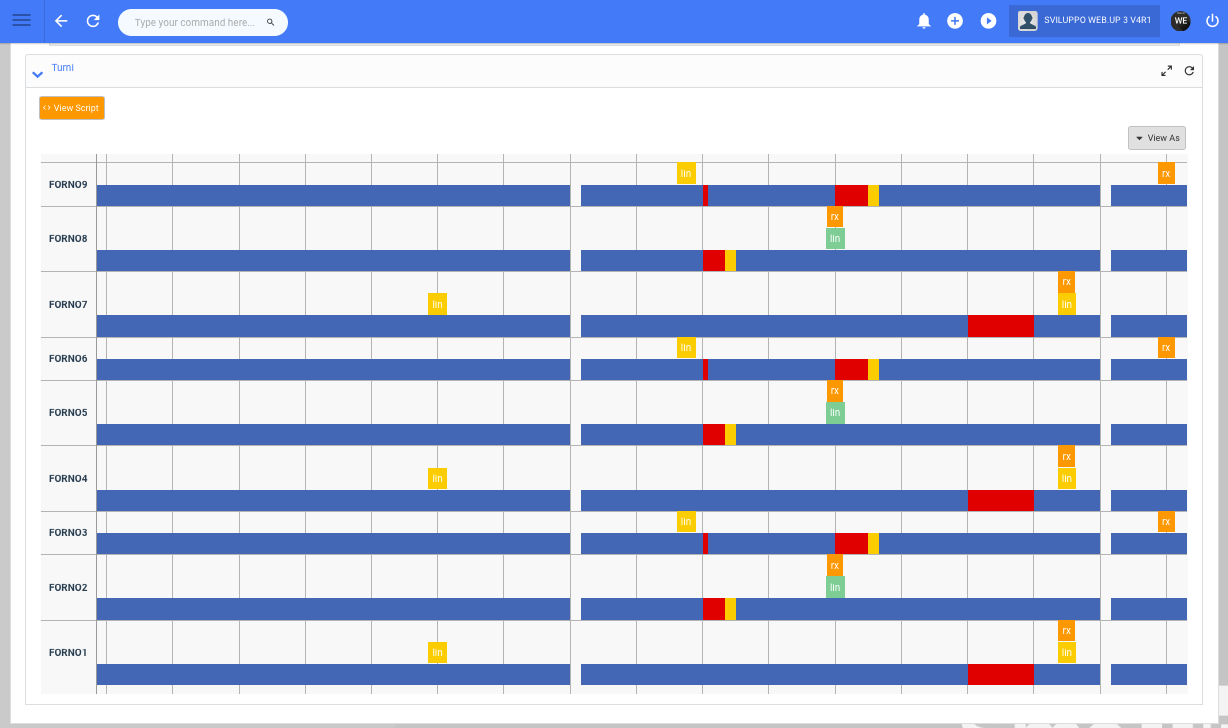 Type your command here...
SVILUPPO WEB.UP 3 V4R1
WE
Turni
<> View Script
View As
FORNO9
lin
rx
FORNO8
rx
lin
FORNO7
rx
lin
lin
FORNO6
lin
rx
FORNO5
rx
lin
FORNO4
rx
lin
lin
FORNO3
lin
rx
FORNO2
rx
lin
FORNO1
rx
lin
lin